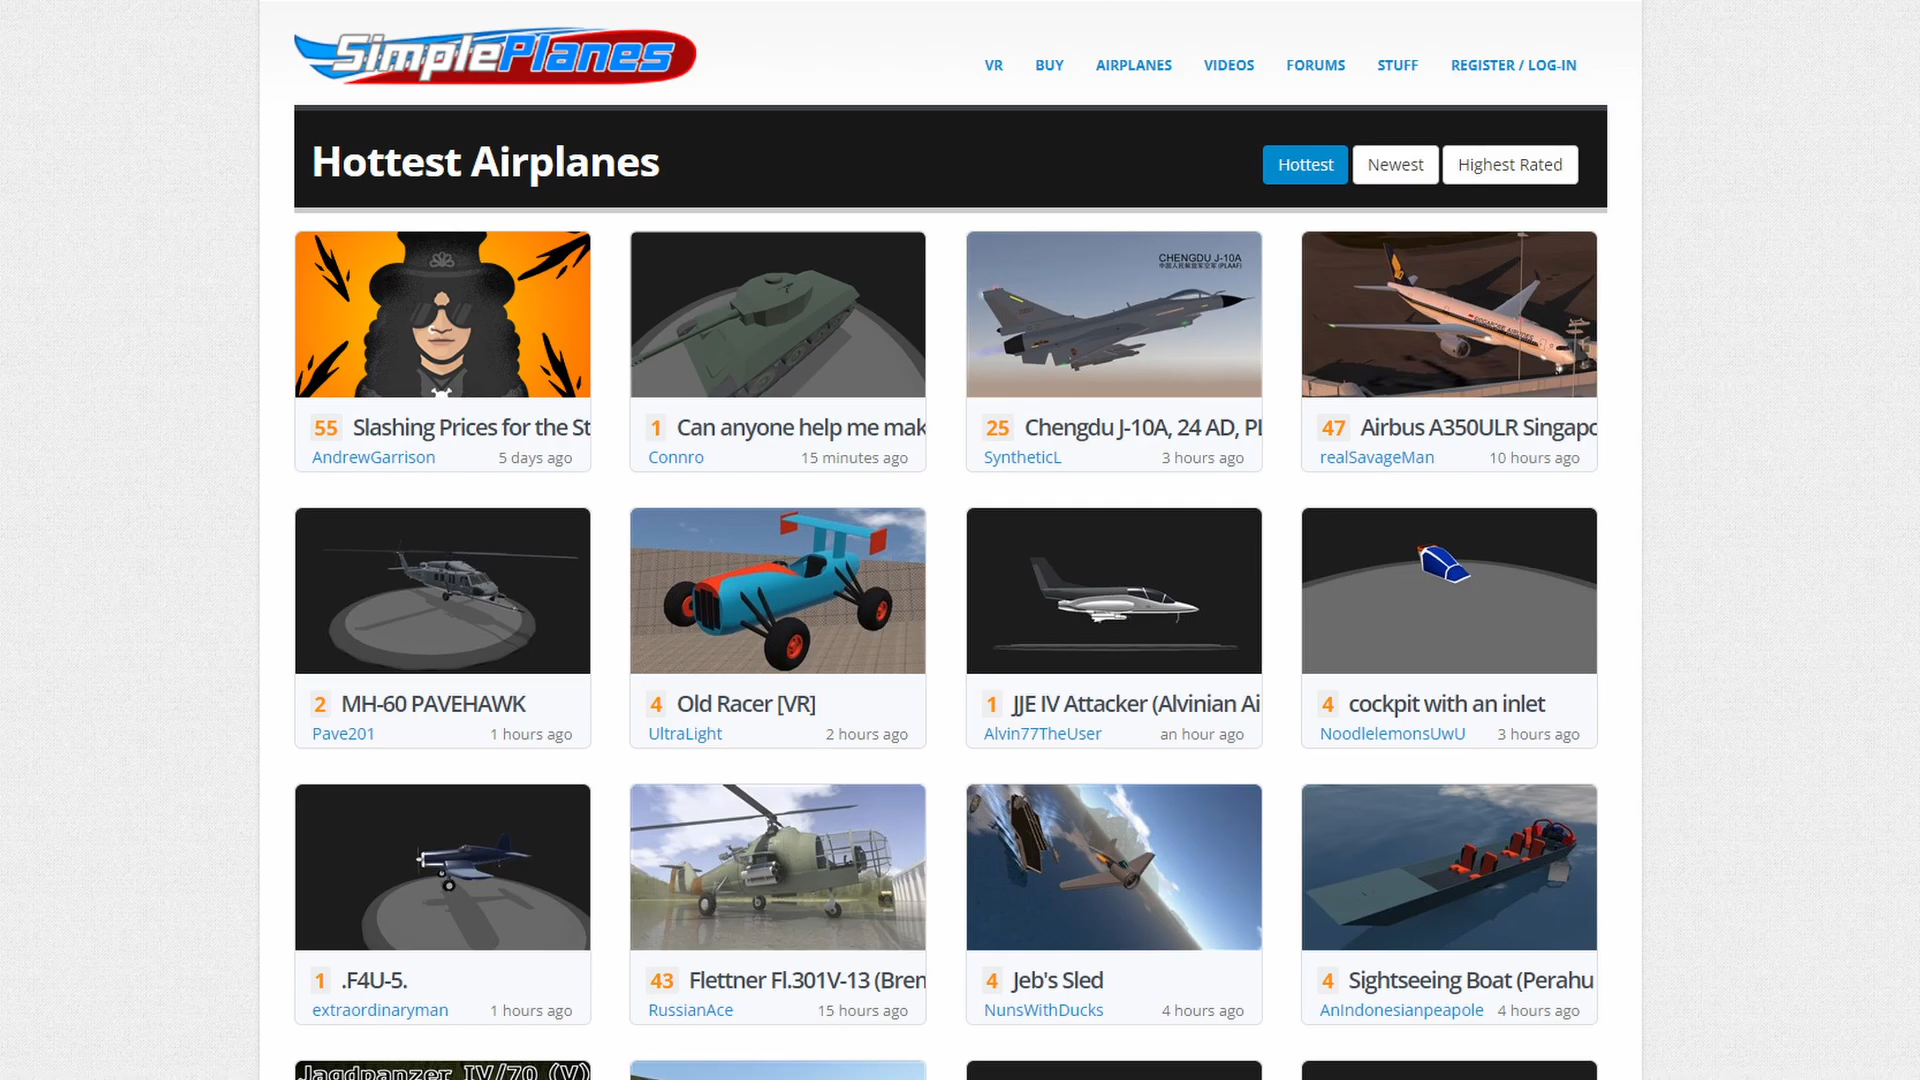 SimplePlanes
VR BUY AIRPLANES VIDEOS FORUMS STUFF REGISTER / LOG-IN
Hottest Airplanes
Hottest Newest Highest Rated
55 Slashing Prices for the St
AndrewGarrison 5 days ago
1 Can anyone help me mak
Connro 15 minutes ago
CHENGDU J-10A
25 Chengdu J-10A, 24 AD, PL
SyntheticL 3 hours ago
SINGAPORE AIRLINES
47 Airbus A350ULR Singapo
realSavageMan 10 hours ago
2 MH-60 PAVEHAWK
Pave201 1 hours ago
4 Old Racer [VR]
UltraLight 2 hours ago
1 JJE IV Attacker (Alvinian Ai
Alvin77TheUser an hour ago
4 cockpit with an inlet
NoodlelemonsUwU 3 hours ago
1 .F4U-5.
extraordinaryman 1 hours ago
43 Flettner Fl.301V-13 (Bren
RussianAce 15 hours ago
4 Jeb's Sled
NunsWithDucks 4 hours ago
4 Sightseeing Boat (Perahu
AnIndonesianpeapole 4 hours ago
Jagdpanzer IV/70 (V)